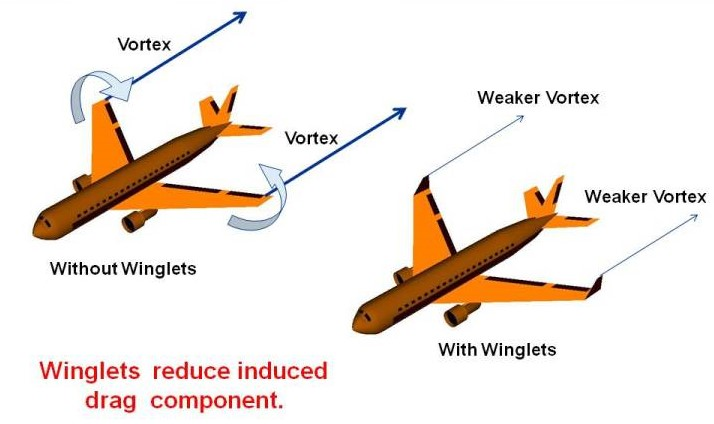 Vortex
Vortex
Without Winglets
Weaker Vortex
Weaker Vortex
With Winglets
Winglets reduce induced
drag component.